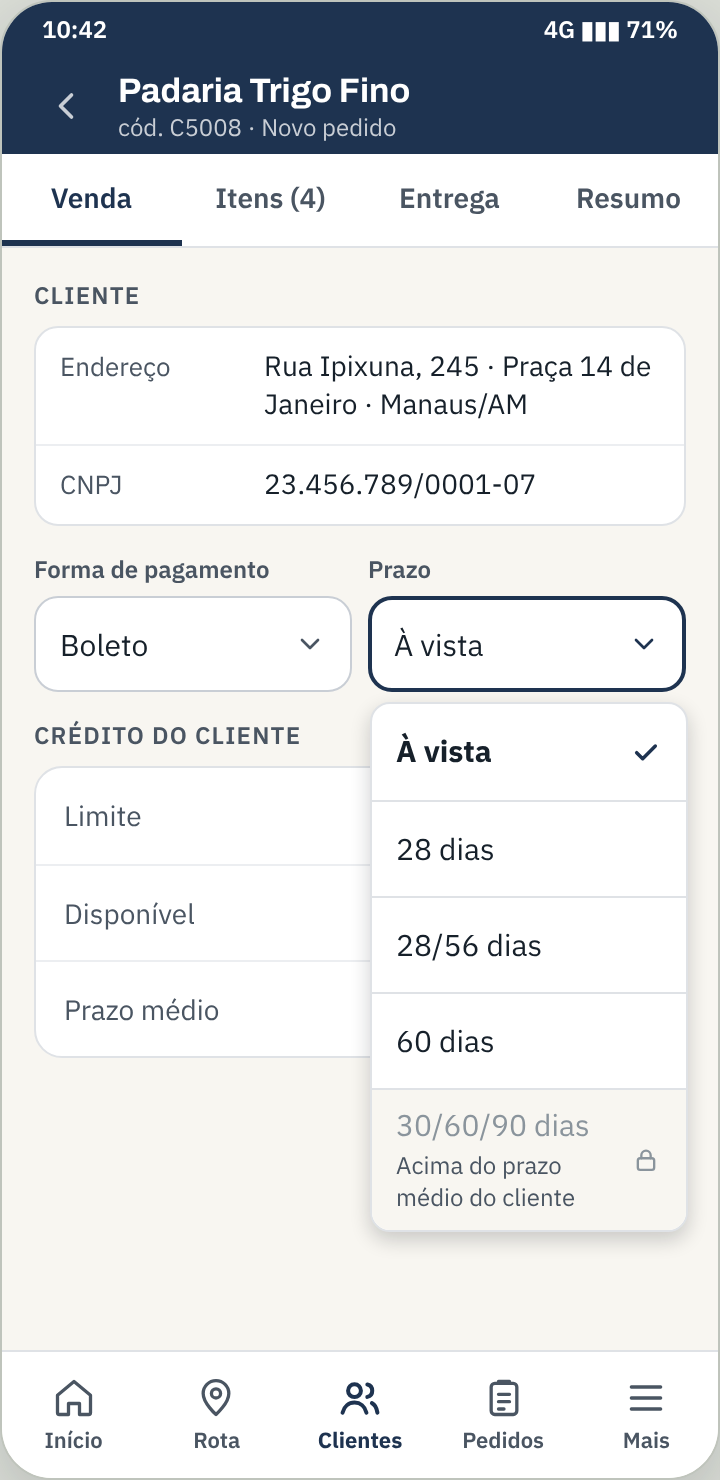 10:42
4G 71%
Padaria Trigo Fino
cód. C5008 · Novo pedido
Venda
Itens (4)
Entrega
Resumo
CLIENTE
Endereço
Rua Ipixuna, 245 · Praça 14 de
Janeiro · Manaus/AM
CNPJ
23.456.789/0001-07
Forma de pagamento
Prazo
Boleto
À vista
CRÉDITO DO CLIENTE
Limite
Disponível
Prazo médio
À vista
28 dias
28/56 dias
60 dias
30/60/90 dias
Acima do prazo
médio do cliente
Início
Rota
Clientes
Pedidos
Mais